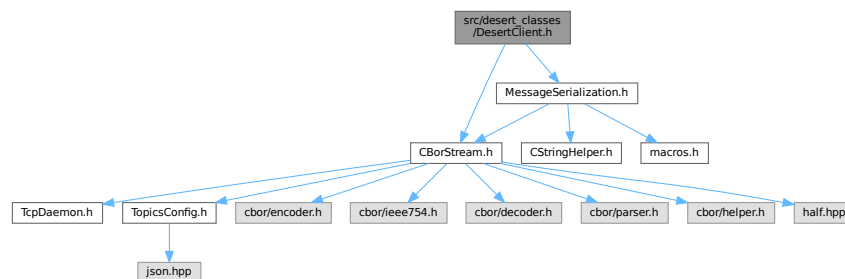 src/desert_classes
/DesertClient.h
MessageSerialization.h
CBorStream.h
CStringHelper.h
macros.h
TcpDaemon.h
TopicsConfig.h
cbor/encoder.h
cbor/ieee754.h
cbor/decoder.h
cbor/parser.h
cbor/helper.h
half.hpp
json.hpp